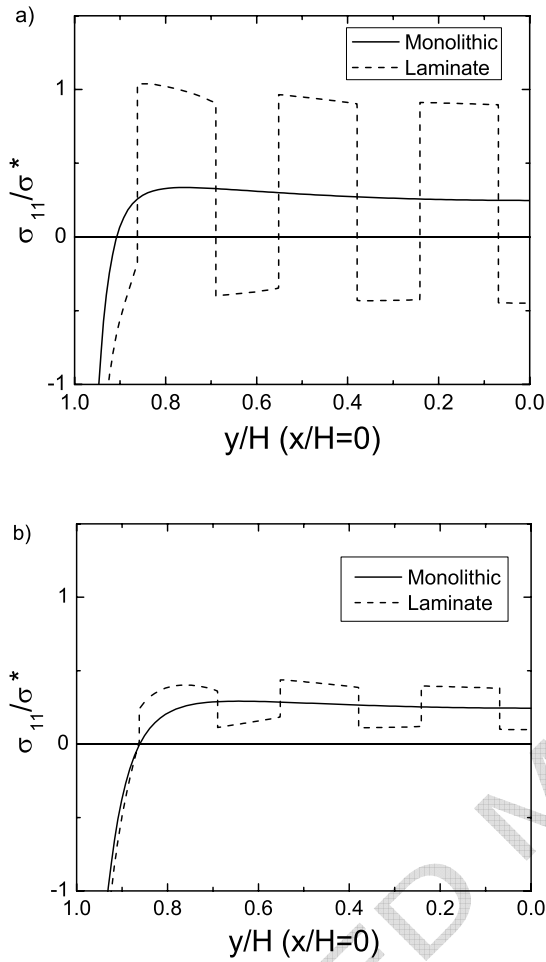 a)
Monolithic
Laminate
σ11/σ*
1
0
-1
1.0 0.8 0.6 0.4 0.2 0.0
y/H (x/H=0)
b)
Monolithic
Laminate
σ11/σ*
1
0
-1
1.0 0.8 0.6 0.4 0.2 0.0
y/H (x/H=0)
ED M